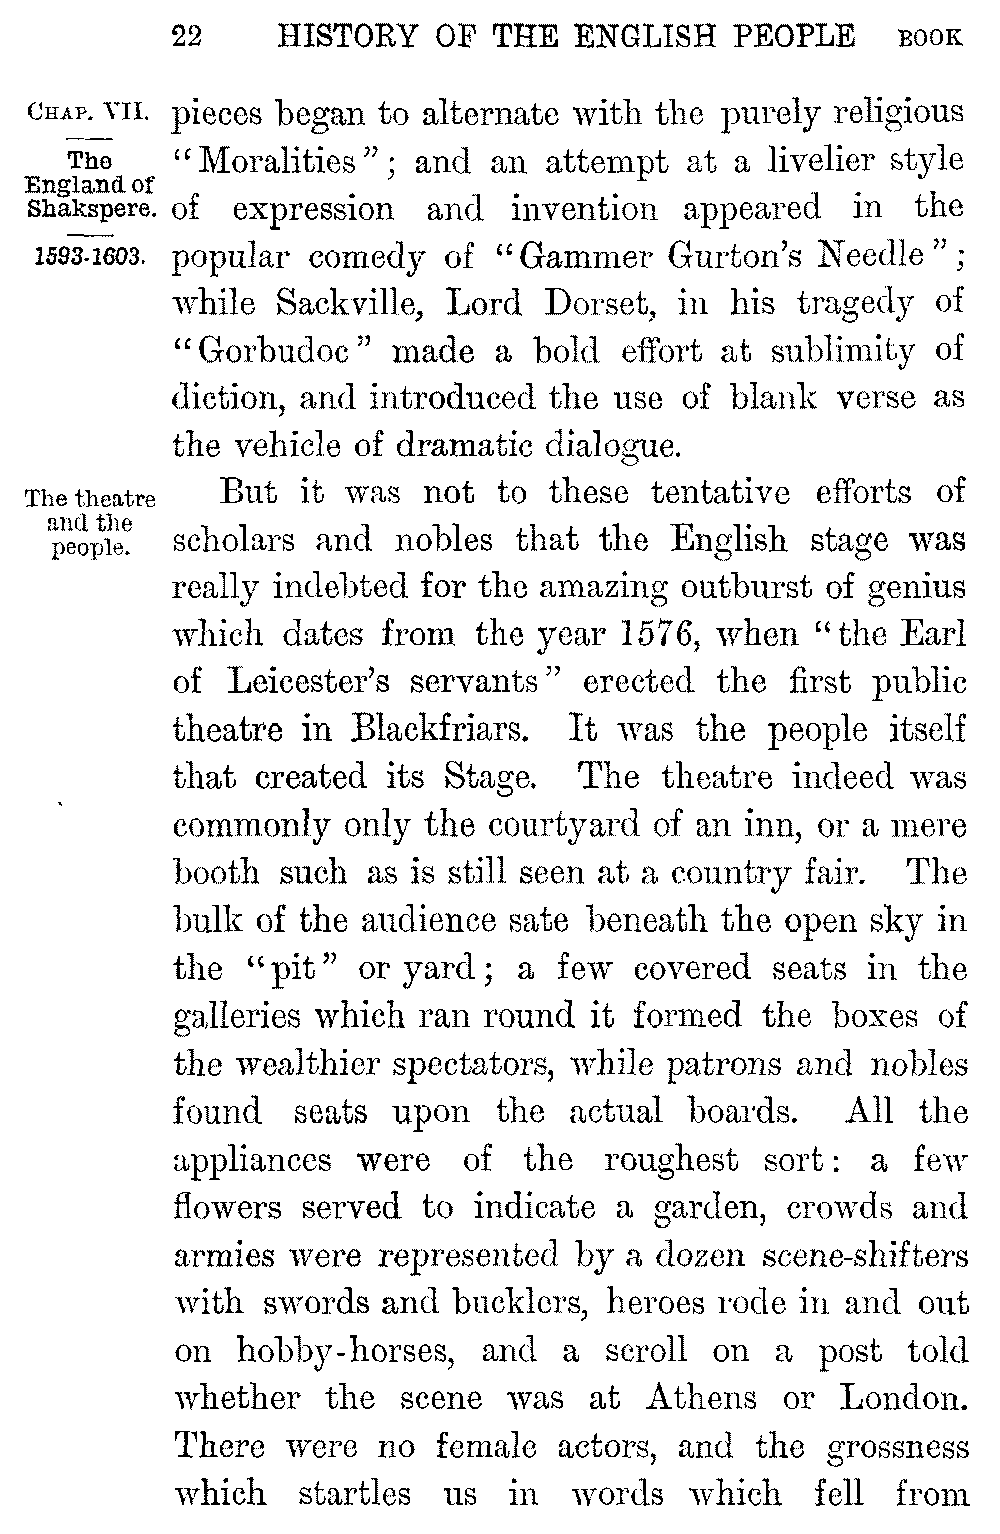 22 HISTORY OF THE ENGLISH PEOPLE BOOK
CHAP. VII.
The
England of
Shakspere.
1593-1603.
pieces began to alternate with the purely religious
“Moralities”; and an attempt at a livelier style
of expression and invention appeared in the
popular comedy of “Gammer Gurton’s Needle”;
while Sackville, Lord Dorset, in his tragedy of
“Gorbudoc” made a bold effort at sublimity of
diction, and introduced the use of blank verse as
the vehicle of dramatic dialogue.
The theatre
and the
people.
But it was not to these tentative efforts of
scholars and nobles that the English stage was
really indebted for the amazing outburst of genius
which dates from the year 1576, when “the Earl
of Leicester’s servants” erected the first public
theatre in Blackfriars. It was the people itself
that created its Stage. The theatre indeed was
commonly only the courtyard of an inn, or a mere
booth such as is still seen at a country fair. The
bulk of the audience sate beneath the open sky in
the “pit” or yard; a few covered seats in the
galleries which ran round it formed the boxes of
the wealthier spectators, while patrons and nobles
found seats upon the actual boards. All the
appliances were of the roughest sort: a few
flowers served to indicate a garden, crowds and
armies were represented by a dozen scene-shifters
with swords and bucklers, heroes rode in and out
on hobby-horses, and a scroll on a post told
whether the scene was at Athens or London.
There were no female actors, and the grossness
which startles us in words which fell from